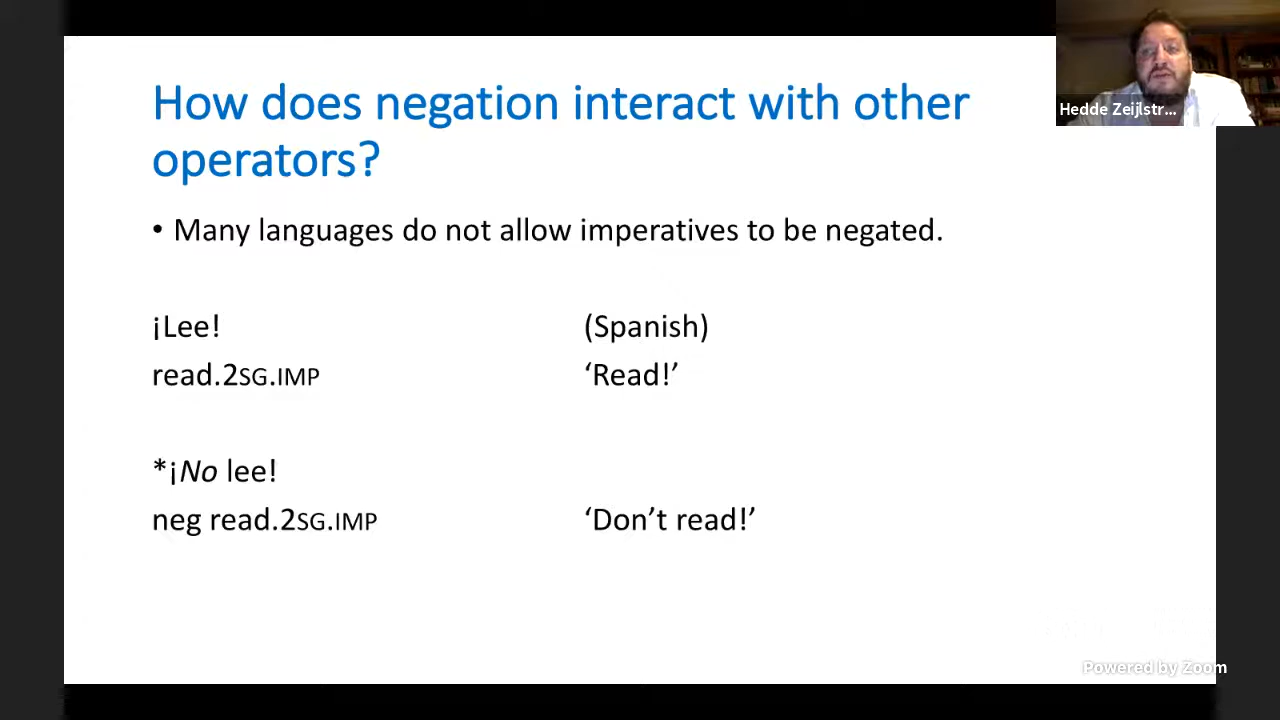 How does negation interact with other
operators?
• Many languages do not allow imperatives to be negated.
¡Lee! (Spanish)
read.2SG.IMP ‘Read!’
*¡No lee!
neg read.2SG.IMP ‘Don’t read!’
Hedde Zeijlstr...
Powered by Zoom